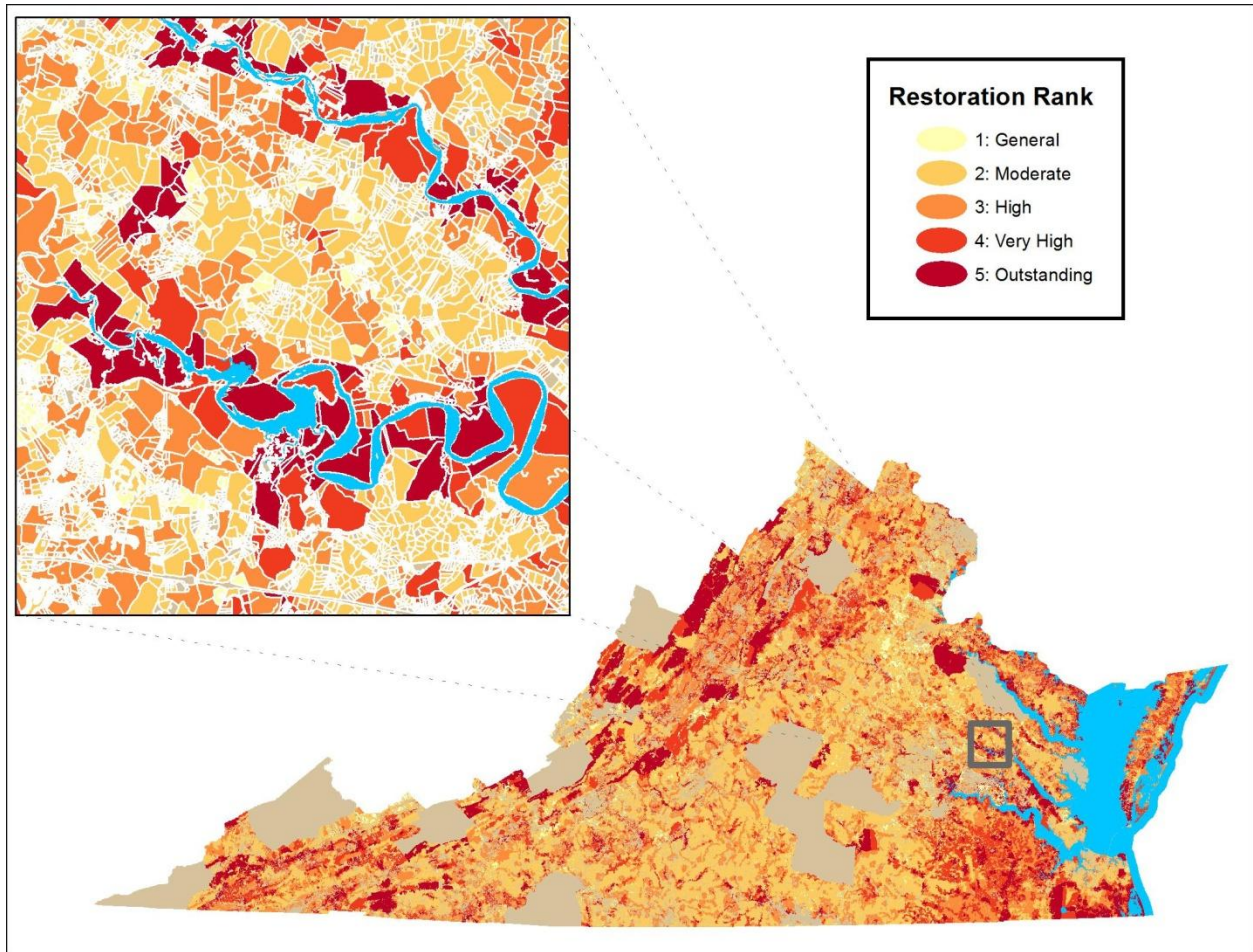 Restoration Rank
1: General
2: Moderate
3: High
4: Very High
5: Outstanding